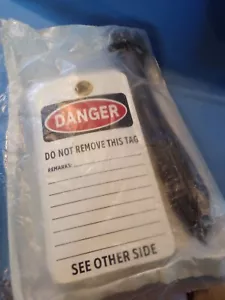 DANGER
DO NOT REMOVE THIS TAG
REMARKS:
SEE OTHER SIDE